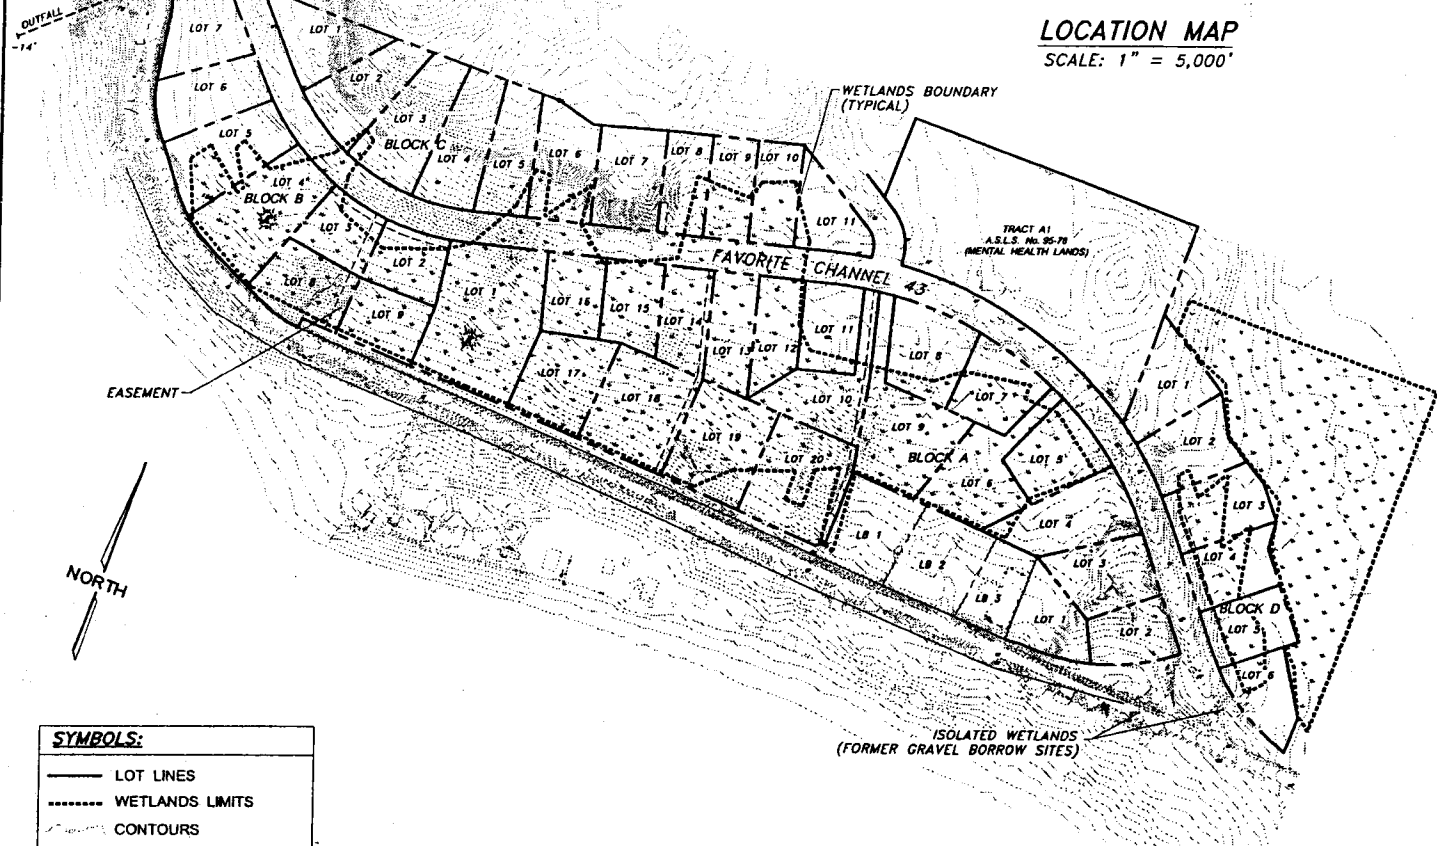 OUTFALL
-14'
LOCATION MAP
SCALE: 1" = 5,000'
WETLANDS BOUNDARY
(TYPICAL)
LOT 7
LOT 6
LOT 5
LOT 4
BLOCK B
LOT 3
LOT 2
LOT 8
LOT 9
LOT 1
LOT 1
LOT 2
LOT 3
BLOCK C
LOT 4
LOT 5
LOT 6
LOT 7
LOT 8
LOT 9
LOT 10
LOT 11
TRACT A1
A.S.L.S. No. 95-78
(MENTAL HEALTH LANDS)
FAVORITE CHANNEL 43
LOT 16
LOT 15
LOT 14
LOT 13
LOT 12
LOT 11
LOT 8
LOT 7
LOT 17
LOT 18
LOT 19
LOT 20
LOT 10
LOT 9
BLOCK A
LOT 6
LOT 5
LOT 4
LOT 3
LOT 2
LOT 1
LB 1
LB 2
LB 3
LOT 1
LOT 2
LOT 3
LOT 4
BLOCK D
LOT 5
LOT 6
EASEMENT
NORTH
ISOLATED WETLANDS
(FORMER GRAVEL BORROW SITES)
SYMBOLS:
LOT LINES
WETLANDS LIMITS
CONTOURS